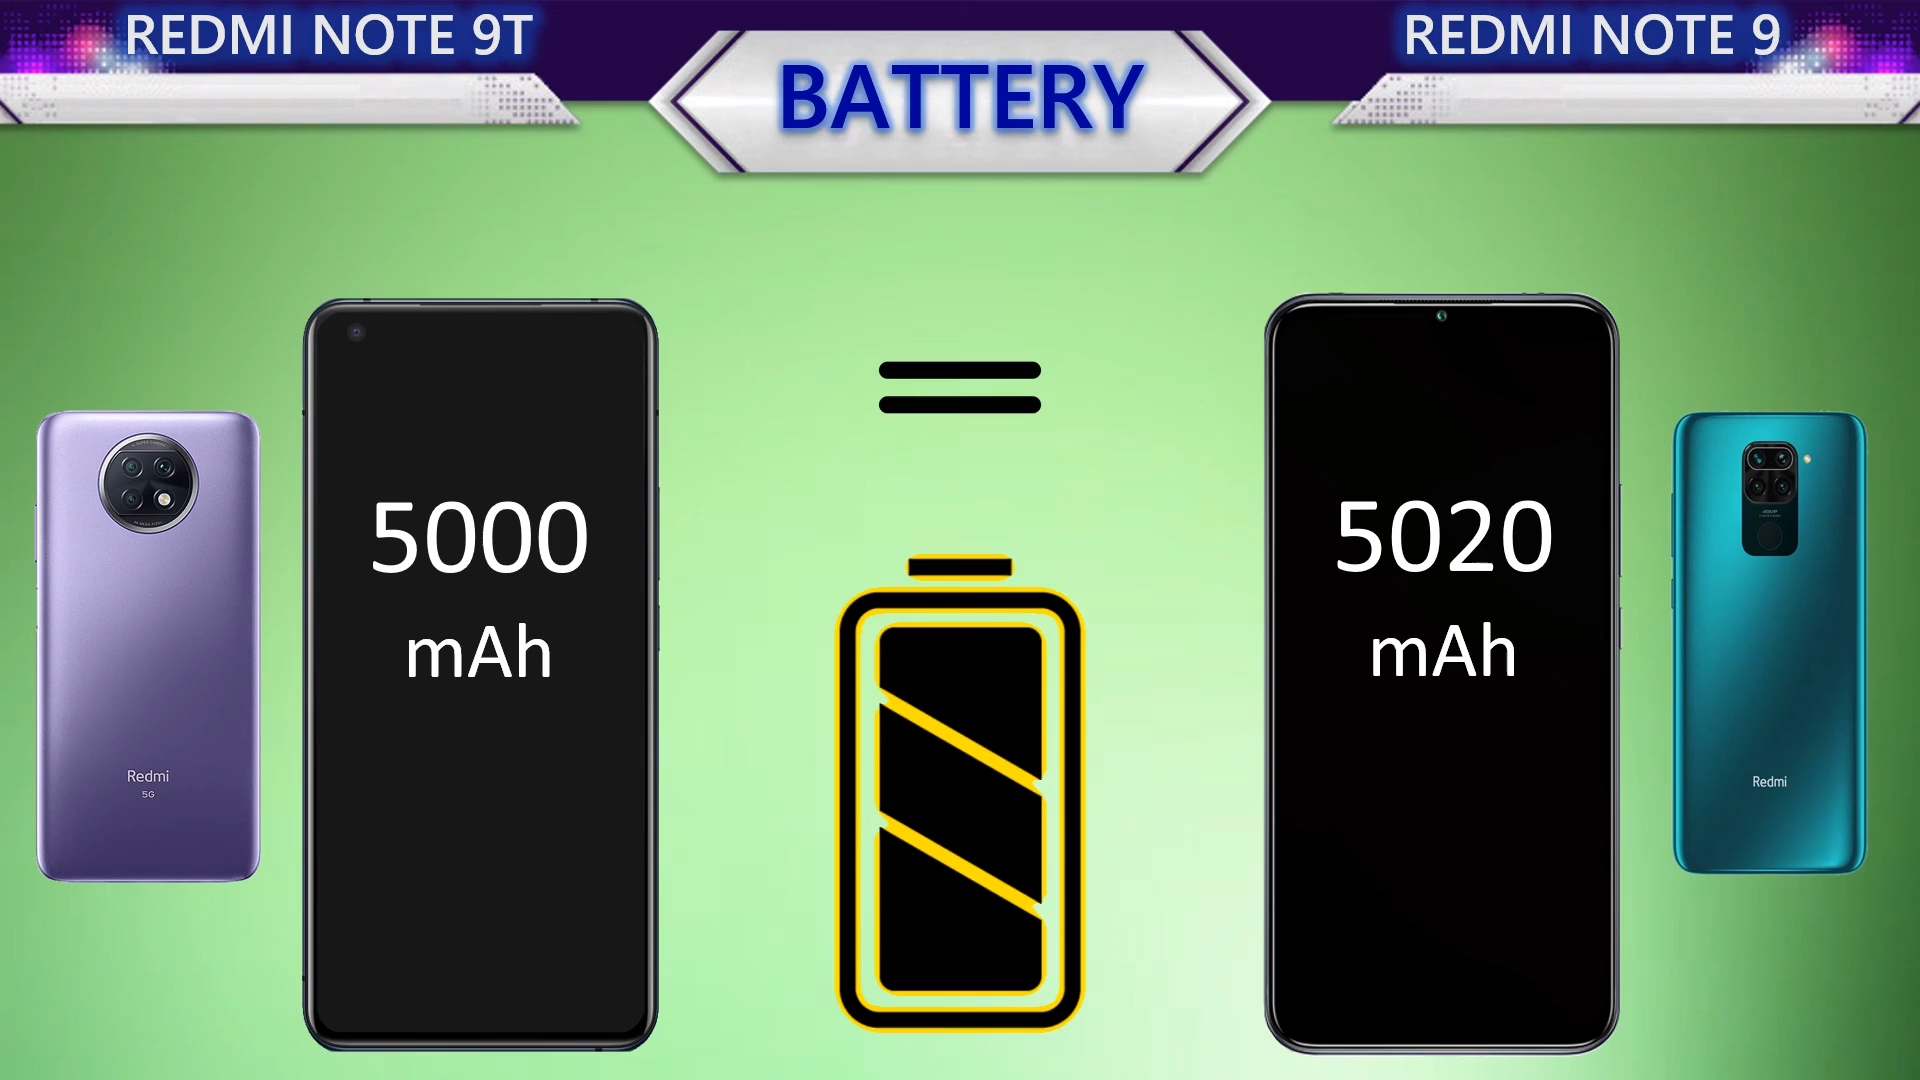 REDMI NOTE 9T
BATTERY
REDMI NOTE 9
5000
mAh
5020
mAh
Redmi
5G
Redmi